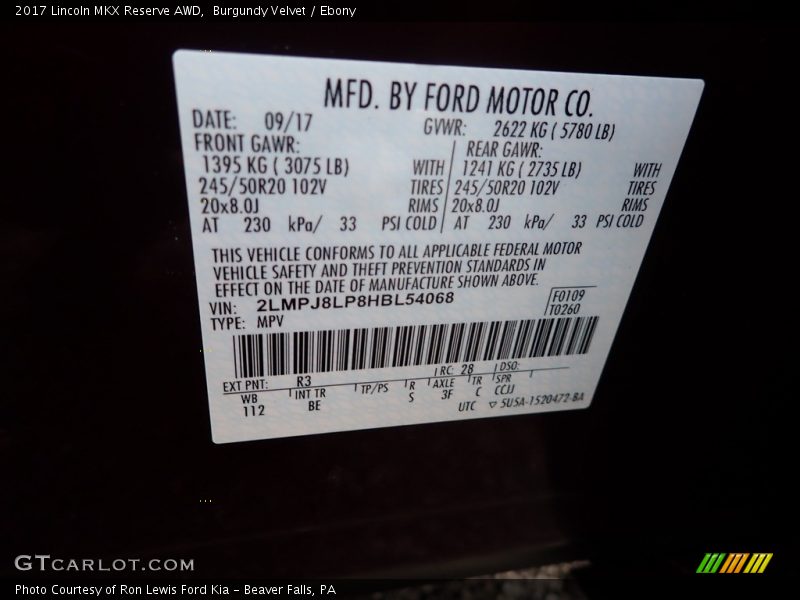 2017 Lincoln MKX Reserve AWD,  Burgundy Velvet / Ebony
MFD. BY FORD MOTOR CO.
DATE: 09/17 GVWR: 2622 KG ( 5780 LB)
FRONT GAWR: REAR GAWR:
1395 KG ( 3075 LB) WITH 1241 KG ( 2735 LB) WITH
245/50R20 102V TIRES 245/50R20 102V TIRES
20x8.0J RIMS 20x8.0J RIMS
AT 230 kPa/ 33 PSI COLD AT 230 kPa/ 33 PSI COLD
THIS VEHICLE CONFORMS TO ALL APPLICABLE FEDERAL MOTOR
VEHICLE SAFETY AND THEFT PREVENTION STANDARDS IN
EFFECT ON THE DATE OF MANUFACTURE SHOWN ABOVE.
VIN: 2LMPJ8LP8HBL54068 F0109
TYPE: MPV T0260
EXT PNT: R3 RC: 28 DSO:
WB INT TR TP/PS R AXLE TR SPR
112 BE S 3F C CCJJ
UTC ▽ 5U5A-1520472-BA
GTCARLOT.COM
Photo Courtesy of Ron Lewis Ford Kia – Beaver Falls, PA